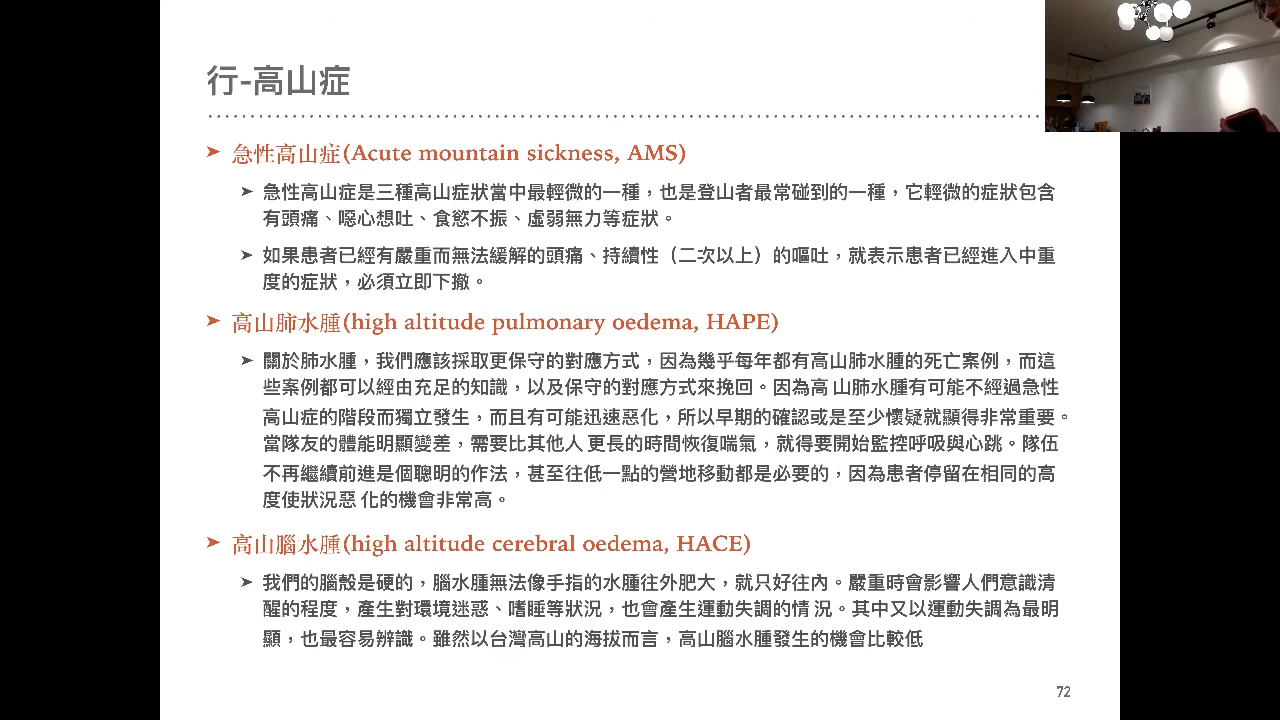 行-高山症
➤ 急性高山症(Acute mountain sickness, AMS)
➤ 急性高山症是三種高山症狀當中最輕微的一種，也是登山者最常碰到的一種，它輕微的症狀包含
有頭痛、噁心想吐、食慾不振、虛弱無力等症狀。
➤ 如果患者已經有嚴重而無法緩解的頭痛、持續性（二次以上）的嘔吐，就表示患者已經進入中重
度的症狀，必須立即下撤。
➤ 高山肺水腫(high altitude pulmonary oedema, HAPE)
➤ 關於肺水腫，我們應該採取更保守的對應方式，因為幾乎每年都有高山肺水腫的死亡案例，而這
些案例都可以經由充足的知識，以及保守的對應方式來挽回。因為高 山肺水腫有可能不經過急性
高山症的階段而獨立發生，而且有可能迅速惡化，所以早期的確認或是至少懷疑就顯得非常重要。
當隊友的體能明顯變差，需要比其他人 更長的時間恢復喘氣，就得要開始監控呼吸與心跳。隊伍
不再繼續前進是個聰明的作法，甚至往低一點的營地移動都是必要的，因為患者停留在相同的高
度使狀況惡 化的機會非常高。
➤ 高山腦水腫(high altitude cerebral oedema, HACE)
➤ 我們的腦殼是硬的，腦水腫無法像手指的水腫往外肥大，就只好往內。嚴重時會影響人們意識清
醒的程度，產生對環境迷惑、嗜睡等狀況，也會產生運動失調的情 況。其中又以運動失調為最明
顯，也最容易辨識。雖然以台灣高山的海拔而言，高山腦水腫發生的機會比較低
72